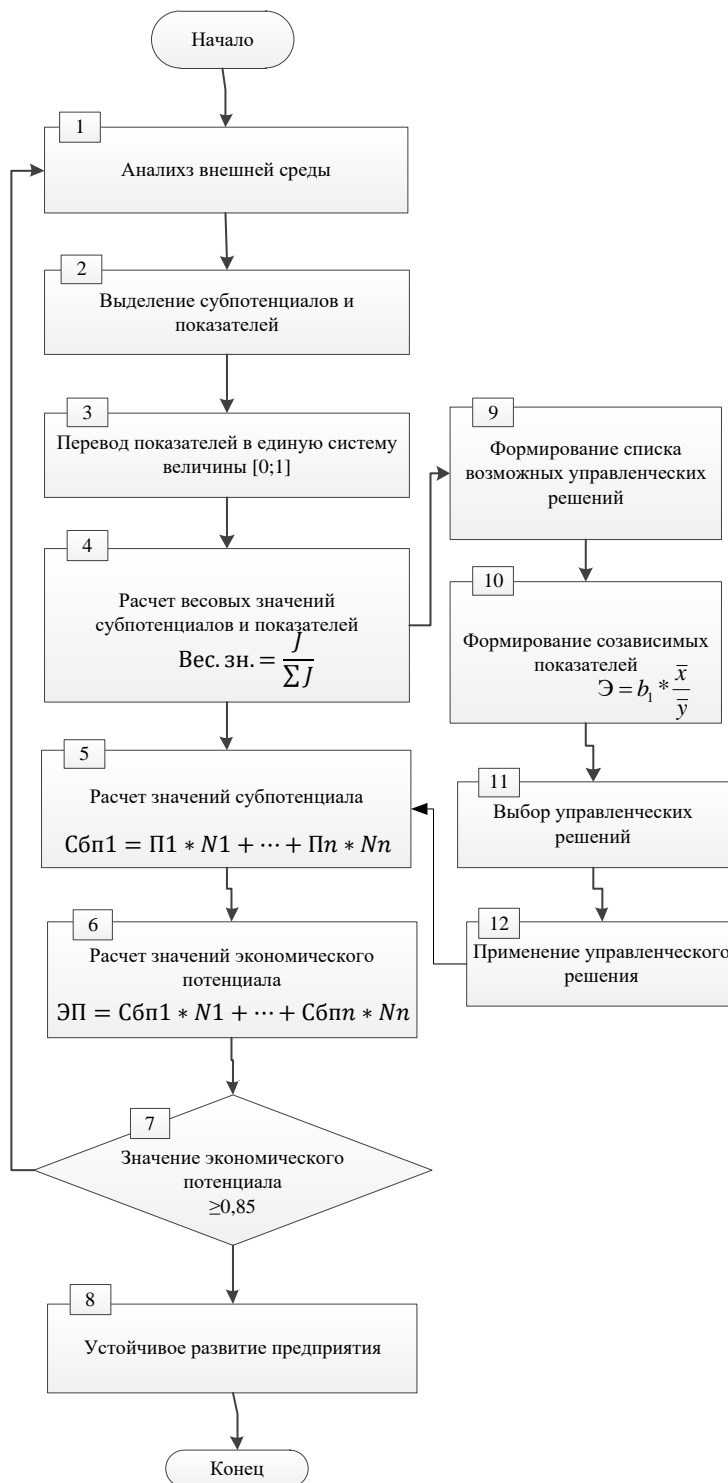 Начало
1
Аналихз внешней среды
2
Выделение субпотенциалов и
показателей
3
Перевод показателей в единую систему
величины [0;1]
4
Расчет весовых значений
субпотенциалов и показателей
Вес. зн. = J / ∑ J
5
Расчет значений субпотенциала
Сбп1 = П1 * N1 + ⋯ + Пn * Nn
6
Расчет значений экономического
потенциала
ЭП = Сбп1 * N1 + ⋯ + Сбпn * Nn
7
Значение экономического
потенциала
≥0,85
8
Устойчивое развитие предприятия
Конец
9
Формирование списка
возможных управленческих
решений
10
Формирование созависимых
показателей
Э = b₁ * x̅ / y̅
11
Выбор управленческих
решений
12
Применение управленческого
решения